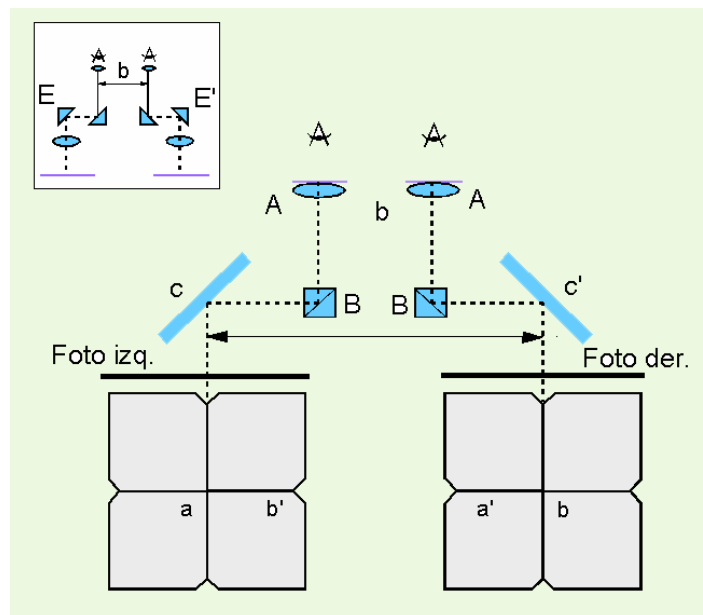 b
E E'
A A
b
c c'
B B
Foto izq. Foto der.
a b' a' b